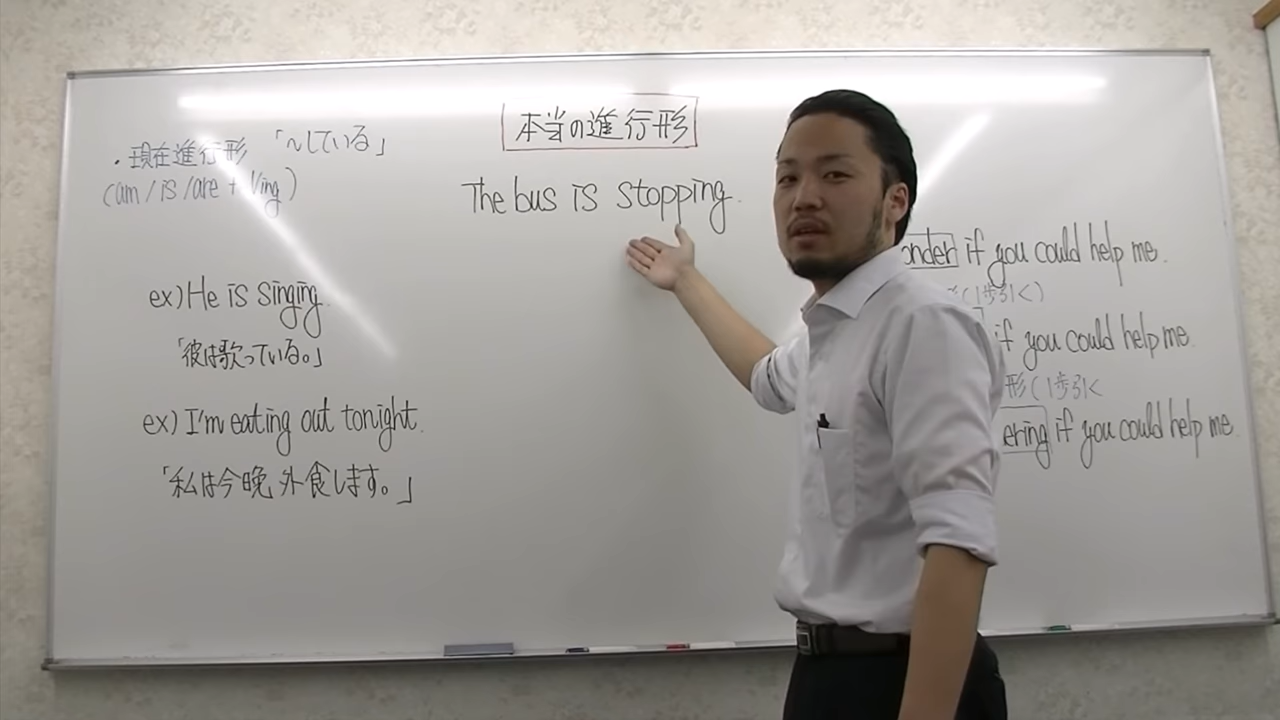 本当の進行形
・現在進行形 「~している」
(am / is / are + Ving)
The bus is stopping.
ex) He is singing.
「彼は歌っている。」
ex) I'm eating out tonight.
「私は今晩 外食します。」
if you could help me.
(1歩引く)
if you could help me.
形(1歩引く
if you could help me.